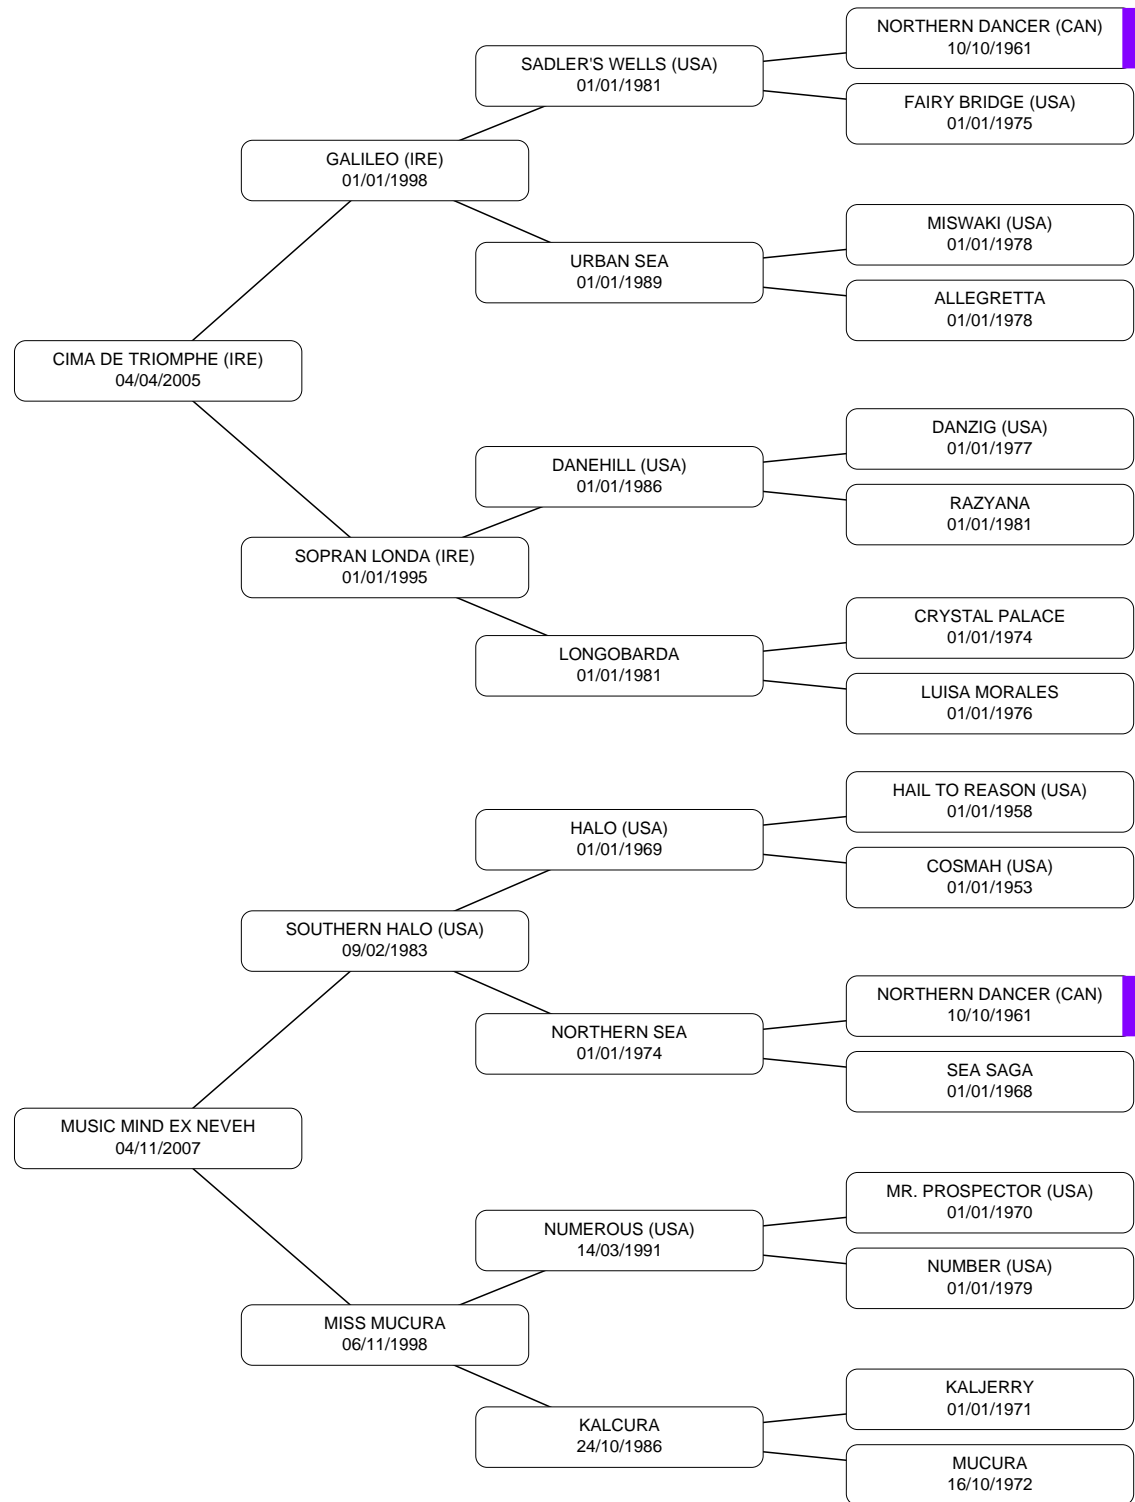 NORTHERN DANCER (CAN)
10/10/1961
SADLER'S WELLS (USA)
01/01/1981
FAIRY BRIDGE (USA)
01/01/1975
GALILEO (IRE)
01/01/1998
MISWAKI (USA)
01/01/1978
URBAN SEA
01/01/1989
ALLEGRETTA
01/01/1978
CIMA DE TRIOMPHE (IRE)
04/04/2005
DANZIG (USA)
01/01/1977
DANEHILL (USA)
01/01/1986
RAZYANA
01/01/1981
SOPRAN LONDA (IRE)
01/01/1995
CRYSTAL PALACE
01/01/1974
LONGOBARDA
01/01/1981
LUISA MORALES
01/01/1976
HAIL TO REASON (USA)
01/01/1958
HALO (USA)
01/01/1969
COSMAH (USA)
01/01/1953
SOUTHERN HALO (USA)
09/02/1983
NORTHERN DANCER (CAN)
10/10/1961
NORTHERN SEA
01/01/1974
SEA SAGA
01/01/1968
MUSIC MIND EX NEVEH
04/11/2007
MR. PROSPECTOR (USA)
01/01/1970
NUMEROUS (USA)
14/03/1991
NUMBER (USA)
01/01/1979
MISS MUCURA
06/11/1998
KALJERRY
01/01/1971
KALCURA
24/10/1986
MUCURA
16/10/1972